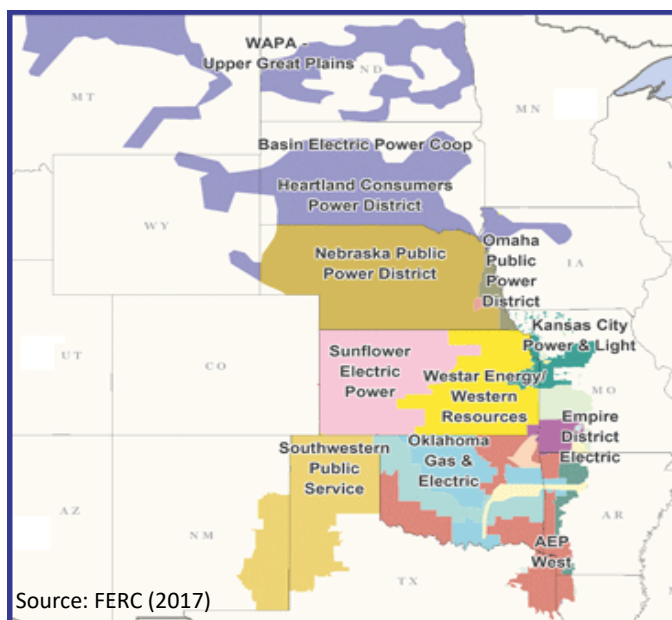 WAPA -
Upper Great Plains
ND
MT
MN
Basin Electric Power Coop
Heartland Consumers
Power District
WY
Nebraska Public
Power District
Omaha
Public
Power
District
IA
Kansas City
Power & Light
UT
CO
Sunflower
Electric
Power
Westar Energy/
Western
Resources
MO
Empire
District
Electric
Southwestern
Public
Service
Oklahoma
Gas &
Electric
AZ
NM
AR
AEP
West
TX
Source: FERC (2017)